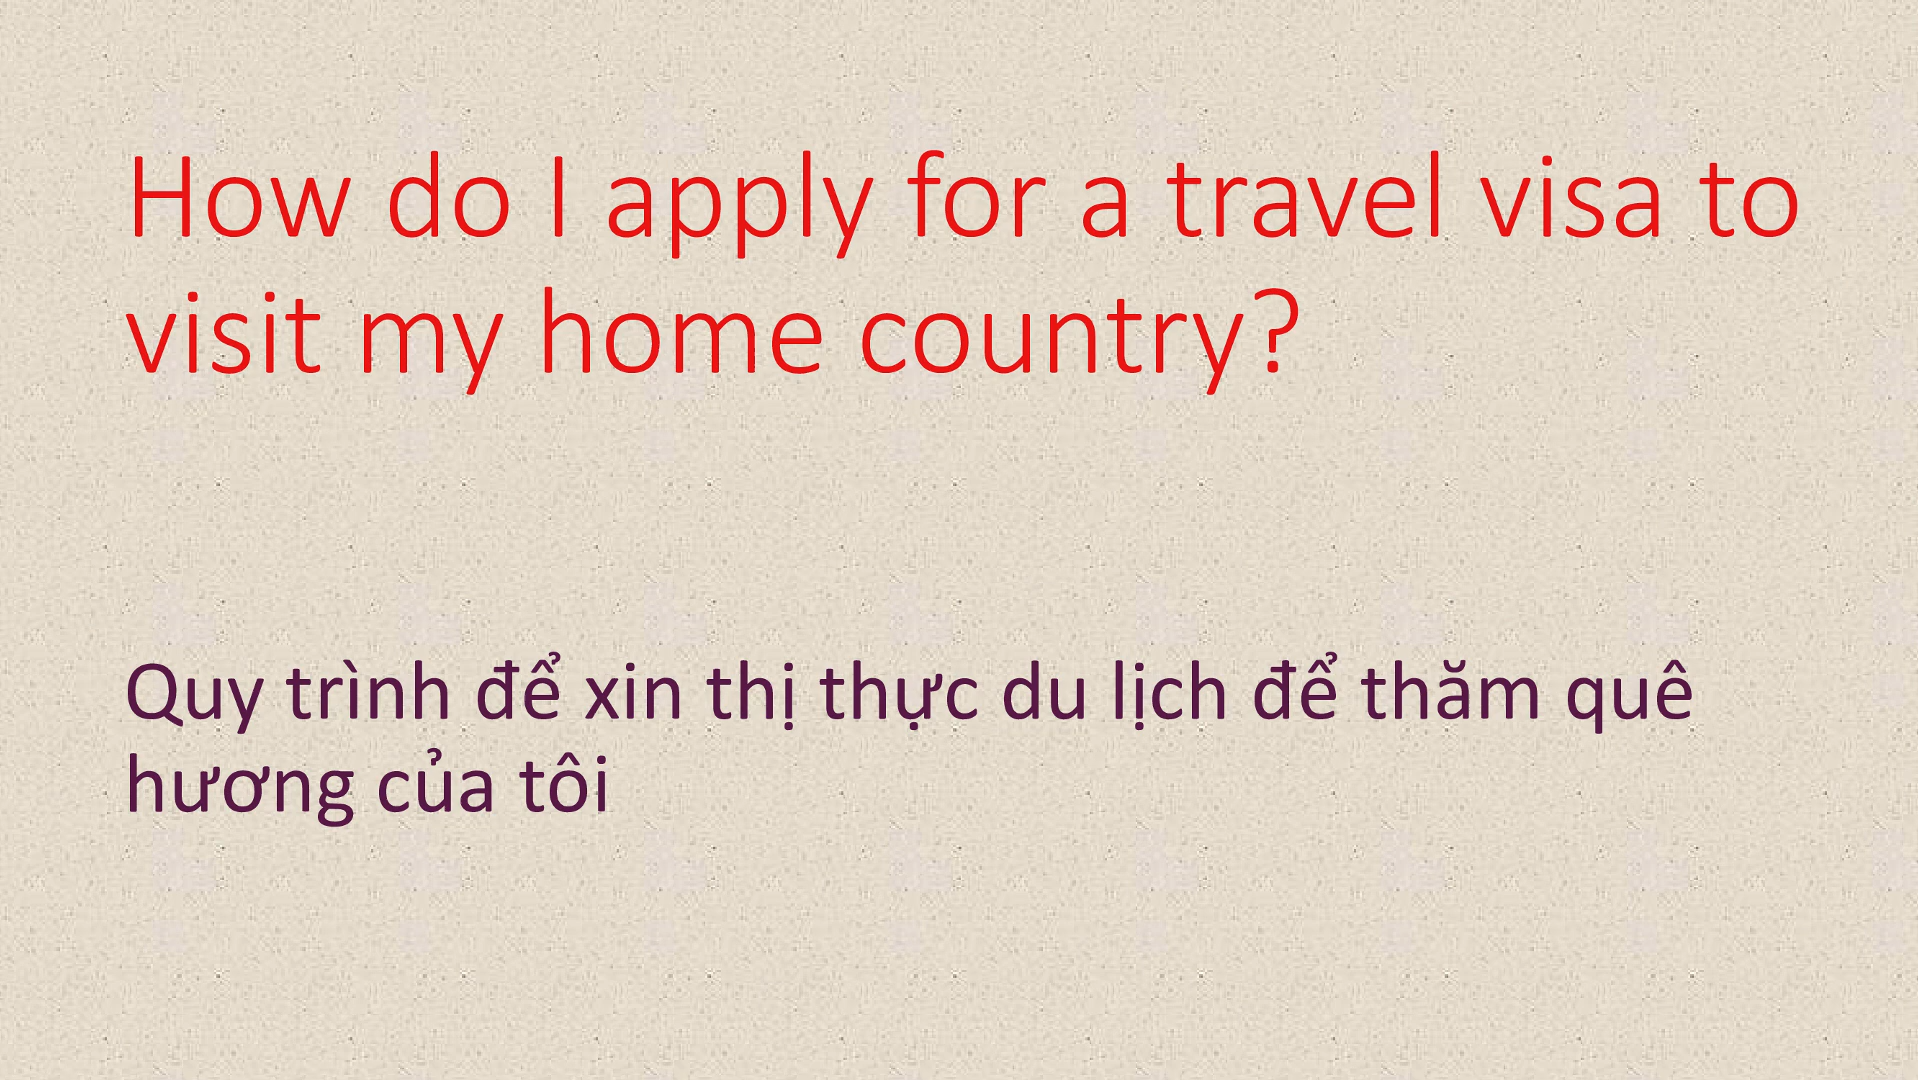 How do I apply for a travel visa to
visit my home country?
Quy trình để xin thị thực du lịch để thăm quê
hương của tôi